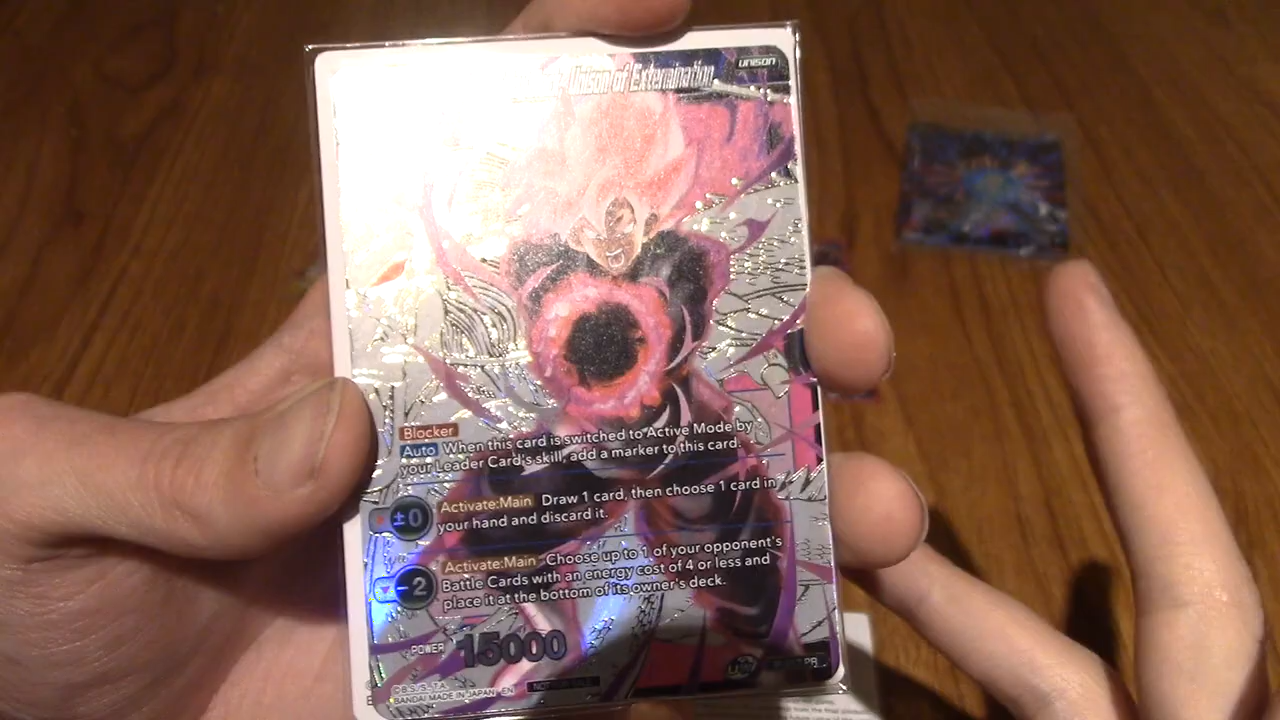 Unison of Extermination
UNISON
Blocker
Auto When this card is switched to Active Mode by
your Leader Card's skill, add a marker to this card.
±0 Activate:Main Draw 1 card, then choose 1 card in
your hand and discard it.
-2 Activate:Main Choose up to 1 of your opponent's
Battle Cards with an energy cost of 4 or less and
place it at the bottom of its owner's deck.
POWER 15000
©B.S./S.,T.A.
BANDAI MADE IN JAPAN EN